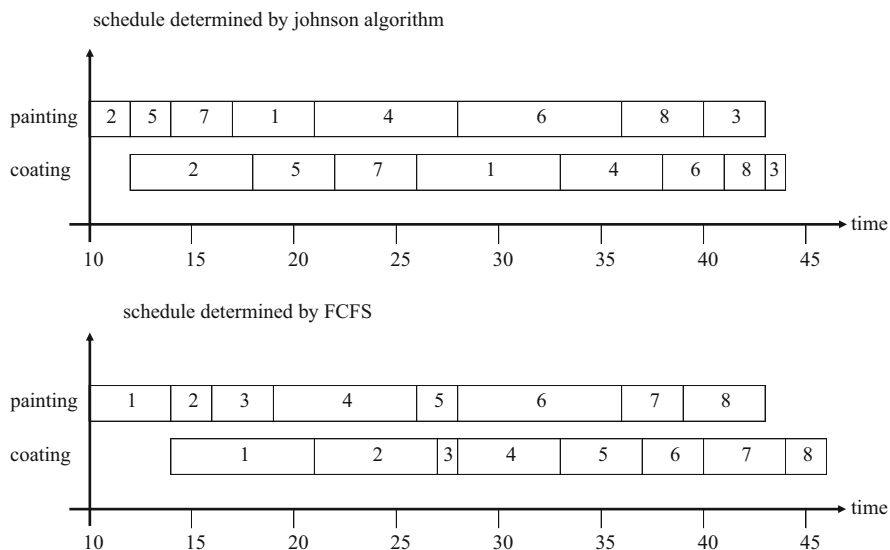 schedule determined by johnson algorithm
painting 2 5 7 1 4 6 8 3
coating 2 5 7 1 4 6 8 3
time
10 15 20 25 30 35 40 45
schedule determined by FCFS
painting 1 2 3 4 5 6 7 8
coating 1 2 3 4 5 6 7 8
time
10 15 20 25 30 35 40 45